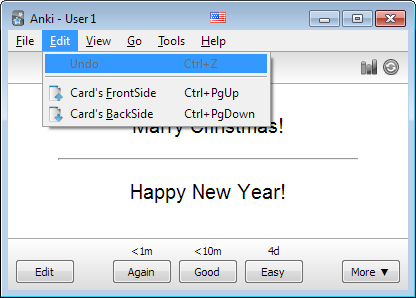 Anki - User 1
File Edit View Go Tools Help
Undo Ctrl+Z
Card's FrontSide Ctrl+PgUp
Card's BackSide Ctrl+PgDown
Marry Christmas!
Happy New Year!
<1m <10m 4d
Edit Again Good Easy More ▼